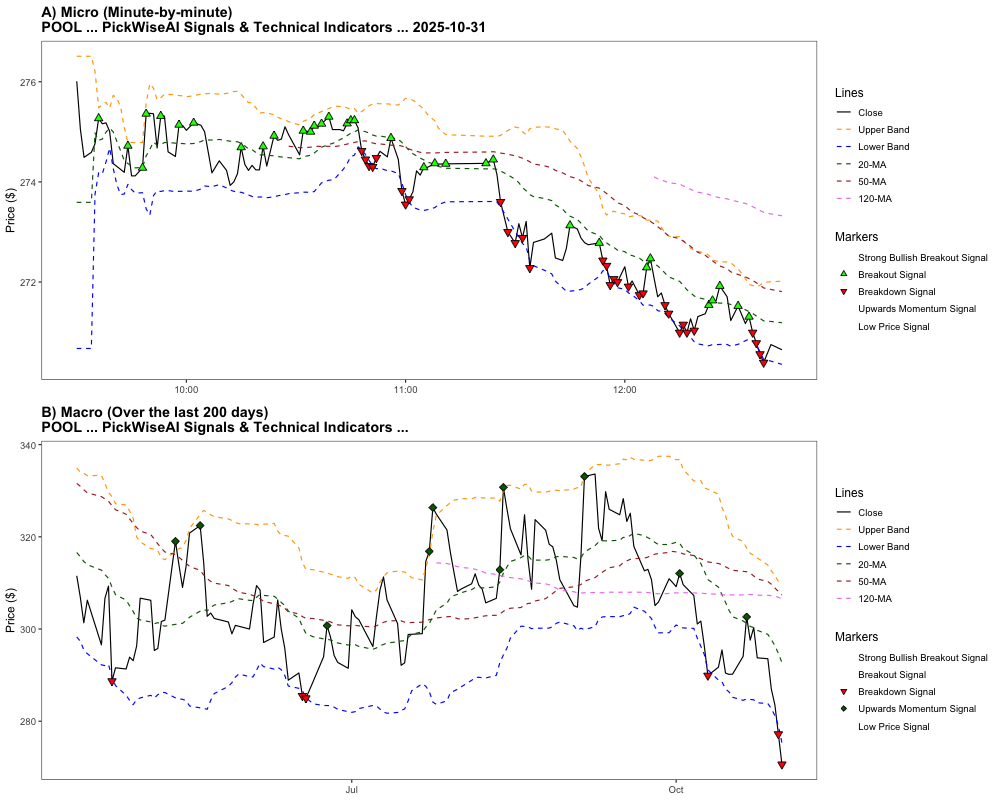 A) Micro (Minute-by-minute)
POOL ... PickWiseAI Signals & Technical Indicators ... 2025-10-31
Price ($)
276
274
272
10:00
11:00
12:00
Lines
Close
Upper Band
Lower Band
20-MA
50-MA
120-MA
Markers
Strong Bullish Breakout Signal
Breakout Signal
Breakdown Signal
Upwards Momentum Signal
Low Price Signal
B) Macro (Over the last 200 days)
POOL ... PickWiseAI Signals & Technical Indicators ...
Price ($)
340
320
300
280
Jul
Oct
Lines
Close
Upper Band
Lower Band
20-MA
50-MA
120-MA
Markers
Strong Bullish Breakout Signal
Breakout Signal
Breakdown Signal
Upwards Momentum Signal
Low Price Signal